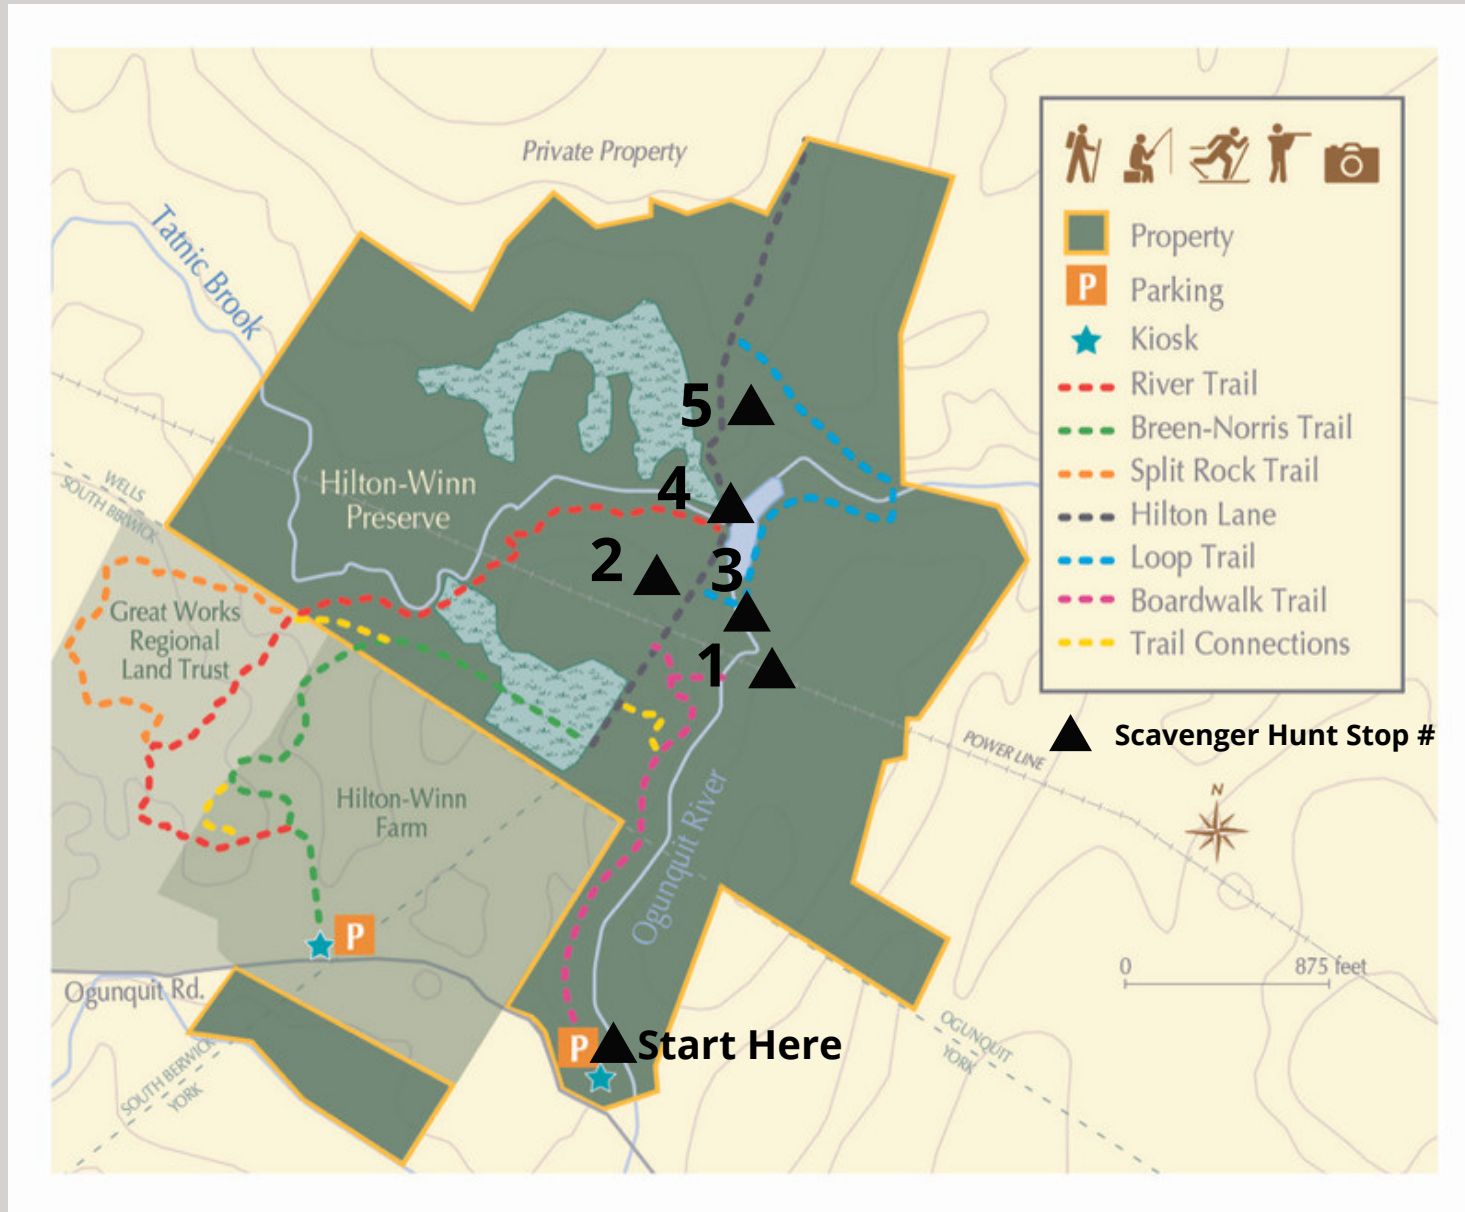 Private Property
Tatnic Brook
Property
P
Parking
Kiosk
River Trail
Breen-Norris Trail
Split Rock Trail
Hilton Lane
Loop Trail
Boardwalk Trail
Trail Connections
Scavenger Hunt Stop #
5
4
Hilton-Winn
Preserve
WELLS
SOUTH BERWICK
2
3
1
Great Works
Regional
Land Trust
POWER LINE
N
Hilton-Winn
Farm
Ogunquit River
P
0
875 feet
Ogunquit Rd.
P
Start Here
OGUNQUIT
YORK
SOUTH BERWICK
YORK